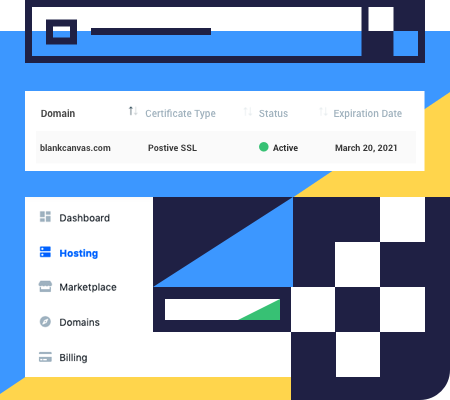 Domain Certificate Type Status Expiration Date
blankcanvas.com Postive SSL Active March 20, 2021
Dashboard
Hosting
Marketplace
Domains
Billing